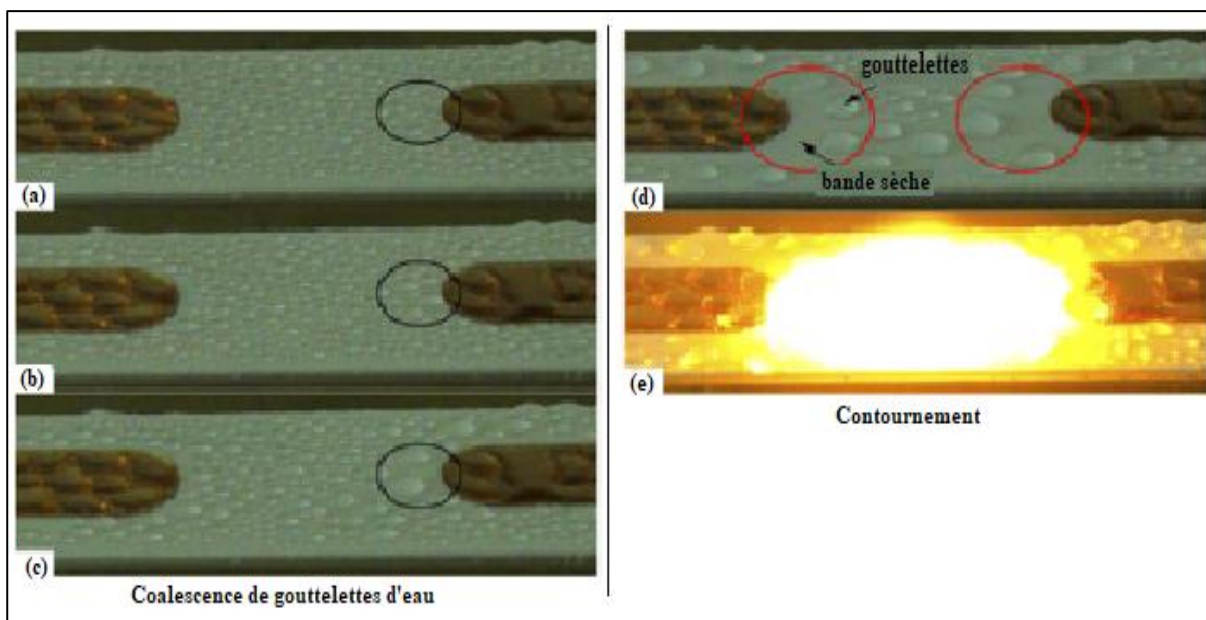 (a)
(b)
(c)
Coalescence de gouttelettes d'eau
gouttelettes
bande sèche
(d)
(e)
Contournement